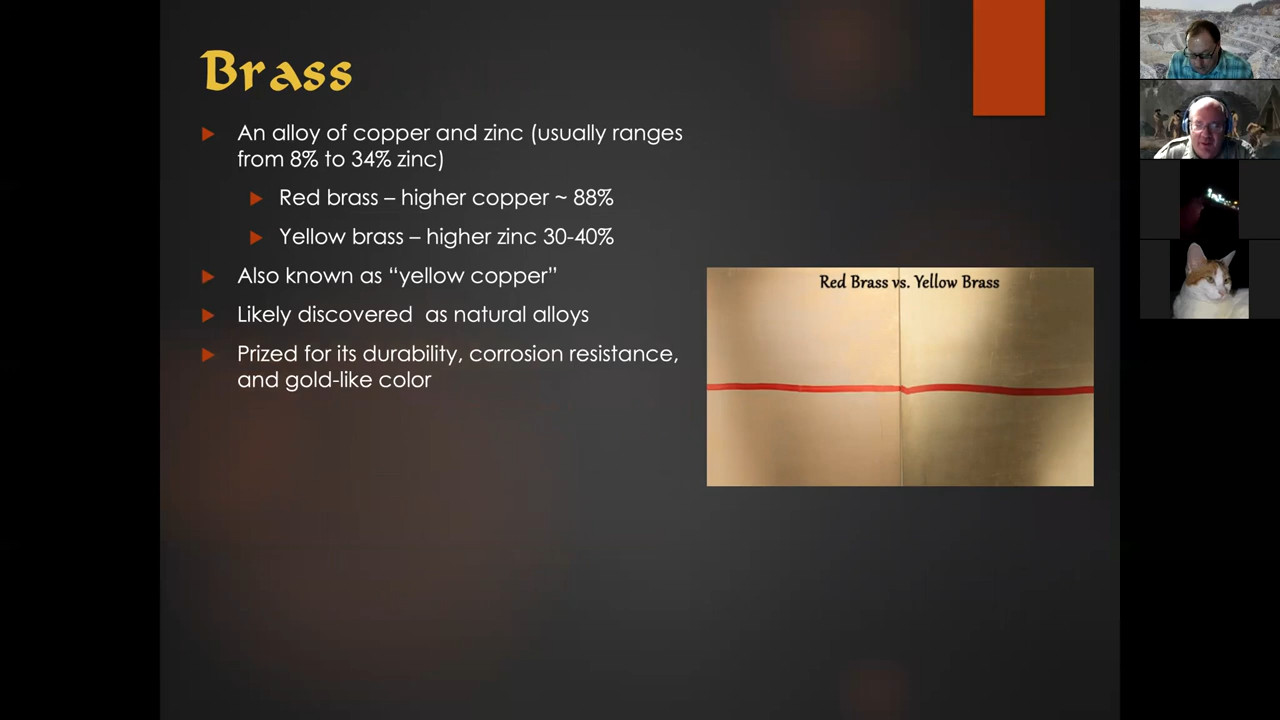 Brass
An alloy of copper and zinc (usually ranges
from 8% to 34% zinc)
Red brass – higher copper ~ 88%
Yellow brass – higher zinc 30-40%
Also known as “yellow copper”
Likely discovered  as natural alloys
Prized for its durability, corrosion resistance,
and gold-like color
Red Brass vs. Yellow Brass